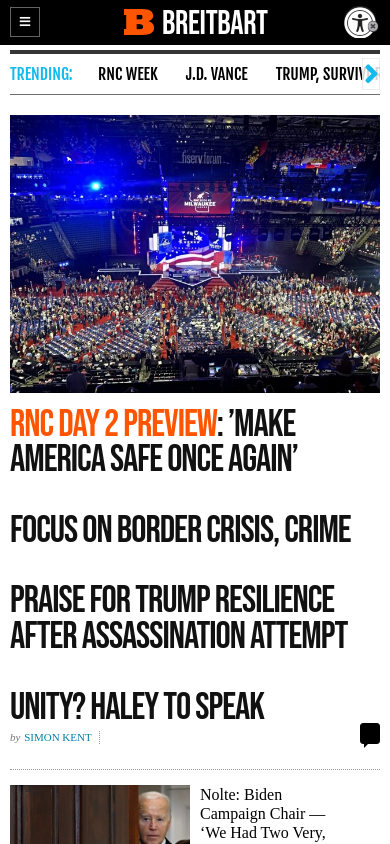 BREITBART
TRENDING: RNC WEEK J.D. VANCE
fiserv.forum
MILWAUKEE
RNC DAY 2 PREVIEW: ’MAKE
AMERICA SAFE ONCE AGAIN’
FOCUS ON BORDER CRISIS, CRIME
PRAISE FOR TRUMP RESILIENCE
AFTER ASSASSINATION ATTEMPT
UNITY? HALEY TO SPEAK
by SIMON KENT
Nolte: Biden
Campaign Chair —
‘We Had Two Very,